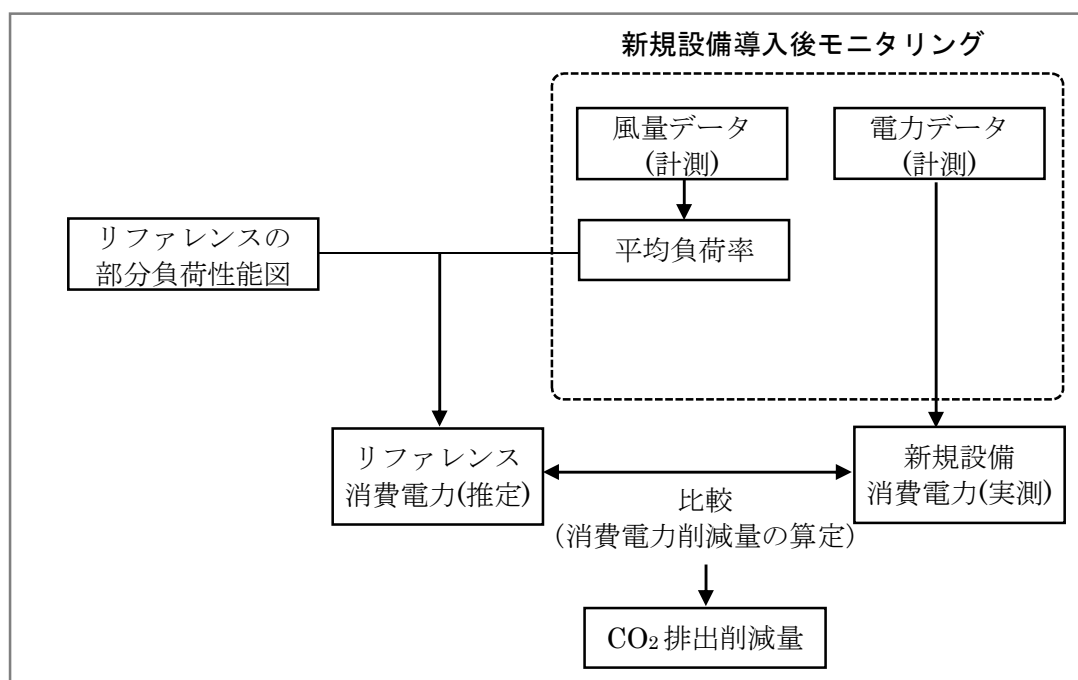 新規設備導入後モニタリング
風量データ
(計測)
電力データ
(計測)
リファレンスの
部分負荷性能図
平均負荷率
リファレンス
消費電力(推定)
新規設備
消費電力(実測)
比較
(消費電力削減量の算定)
CO₂排出削減量